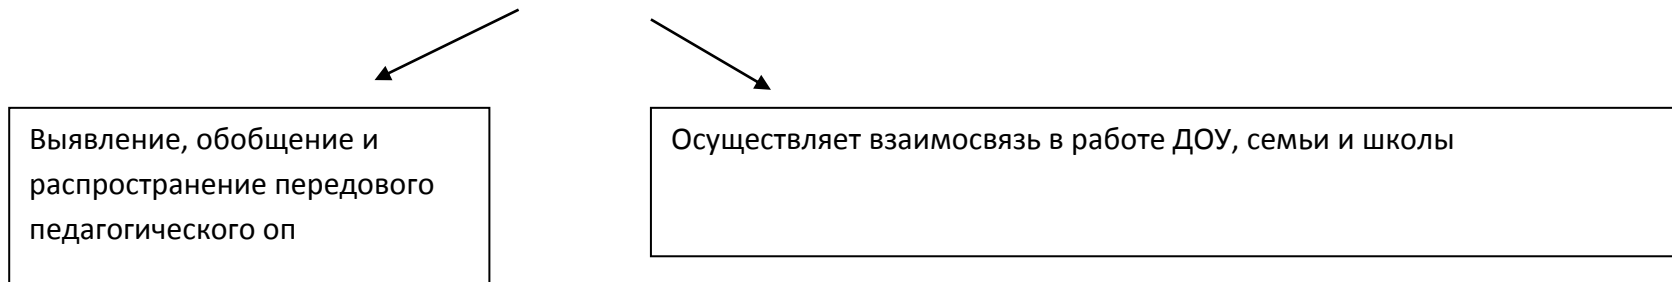 Выявление, обобщение и
распространение передового
педагогического оп
Осуществляет взаимосвязь в работе ДОУ, семьи и школы